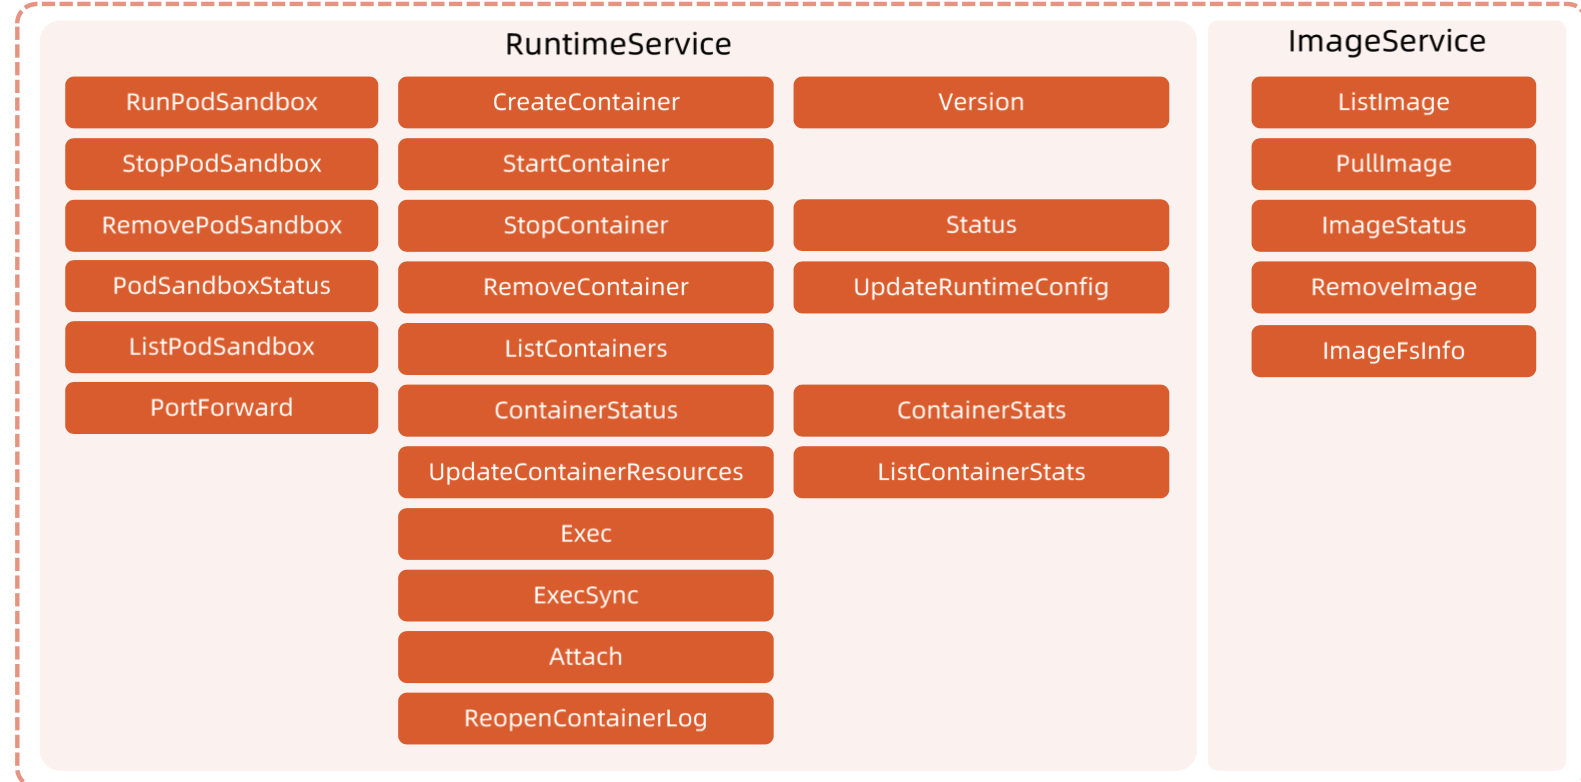 RuntimeService
RunPodSandbox
StopPodSandbox
RemovePodSandbox
PodSandboxStatus
ListPodSandbox
PortForward
CreateContainer
StartContainer
StopContainer
RemoveContainer
ListContainers
ContainerStatus
UpdateContainerResources
Exec
ExecSync
Attach
ReopenContainerLog
Version
Status
UpdateRuntimeConfig
ContainerStats
ListContainerStats
ImageService
ListImage
PullImage
ImageStatus
RemoveImage
ImageFsInfo